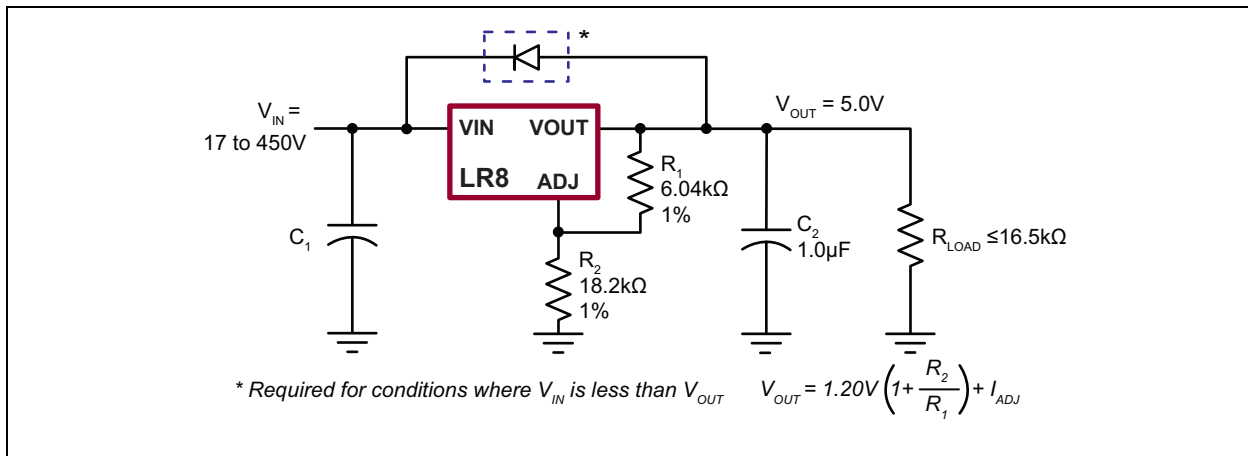 *
V_IN =
17 to 450V
VIN VOUT
LR8 ADJ
R_1
6.04kΩ
1%
V_OUT = 5.0V
C_1
R_2
18.2kΩ
1%
C_2
1.0µF
R_LOAD ≤16.5kΩ
* Required for conditions where V_IN is less than V_OUT
V_OUT = 1.20V (1+ R_2/R_1) + I_ADJ